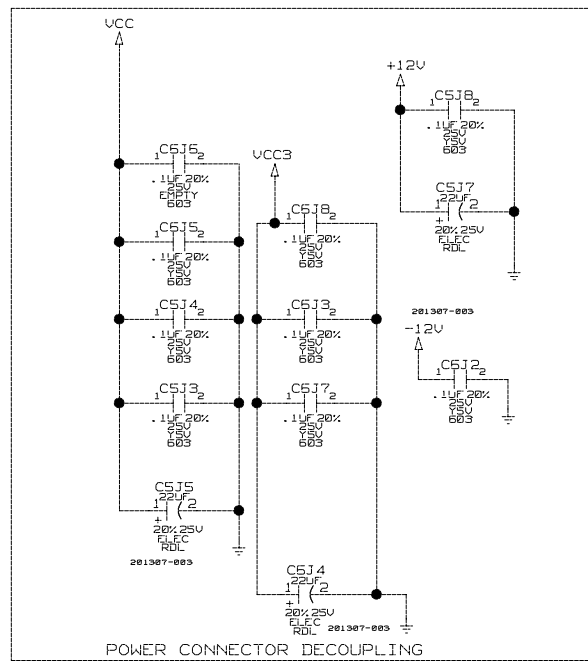 VCC
C6J6
1 2
.1UF 20%
25V
EMPTY
603
C6J5
1 2
.1UF 20%
25V
Y5V
603
C6J4
1 2
.1UF 20%
25V
Y5V
603
C5J3
1 2
.1UF 20%
25V
Y5V
603
C5J5
22UF
1 2
+
20% 25V
ELEC
RDL
201307-003
VCC3
C6J8
1 2
.1UF 20%
25V
Y5V
603
C6J3
1 2
.1UF 20%
25V
Y5V
603
C6J7
1 2
.1UF 20%
25V
Y5V
603
C5J4
22UF
1 2
+
20% 25V
ELEC
RDL
201307-003
+12V
C5J8
1 2
.1UF 20%
25V
Y5V
603
C5J7
22UF
1 2
+
20% 25V
ELEC
RDL
201307-003
-12V
C6J2
1 2
.1UF 20%
25V
Y5V
603
POWER CONNECTOR DECOUPLING